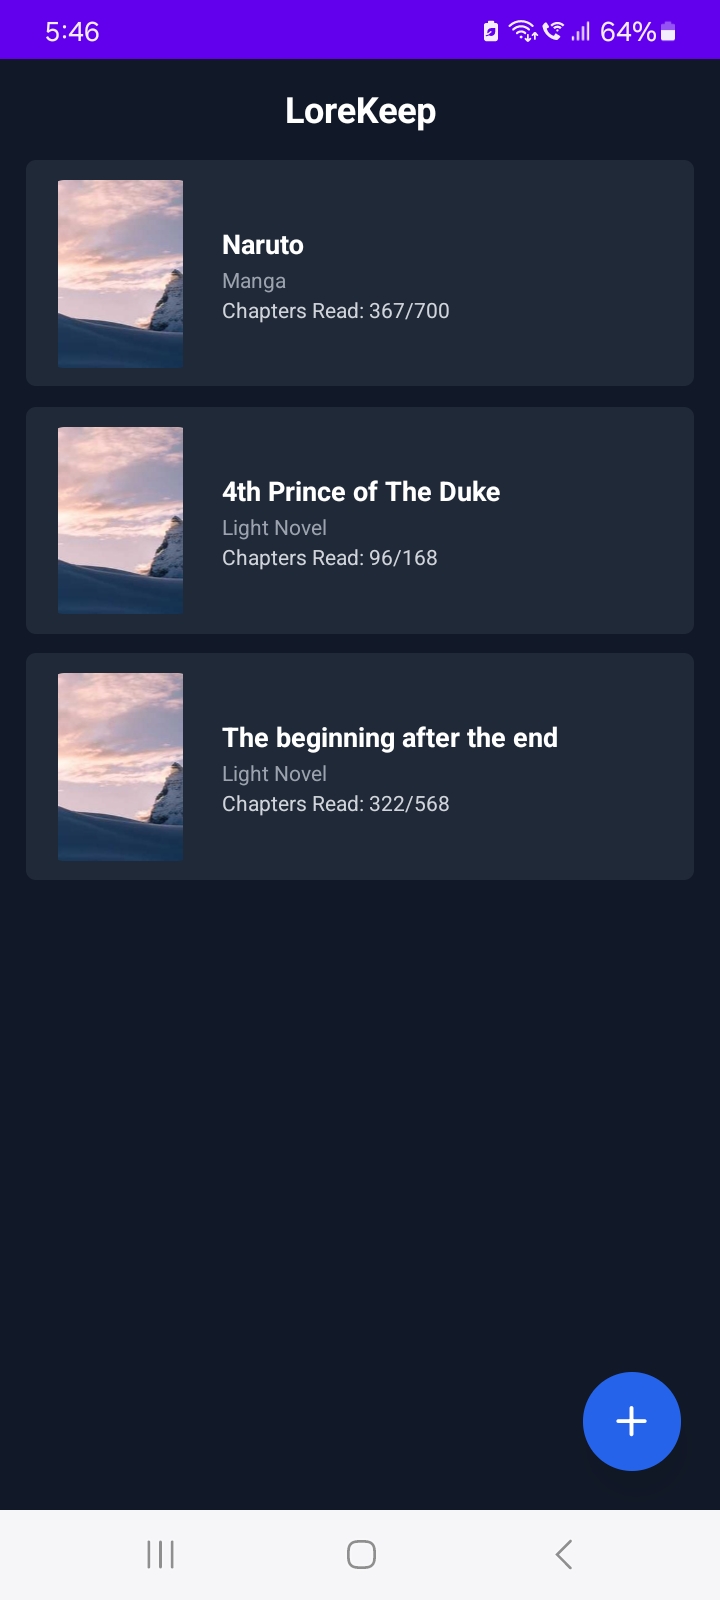 5:46
64%
LoreKeep
Naruto
Manga
Chapters Read: 367/700
4th Prince of The Duke
Light Novel
Chapters Read: 96/168
The beginning after the end
Light Novel
Chapters Read: 322/568